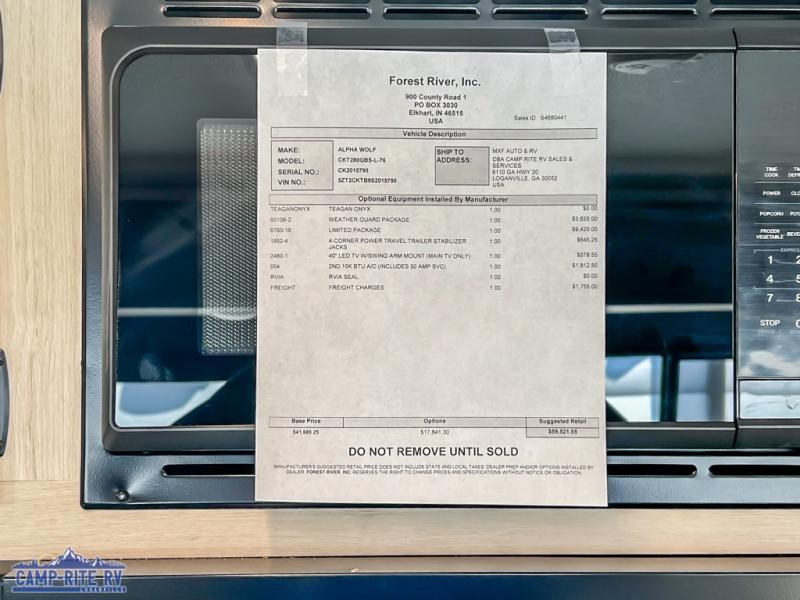 Forest River, Inc.
900 County Road 1
PO BOX 3030
Elkhart, IN 46515
USA
Sales ID: S4680441
Vehicle Description
MAKE: ALPHA WOLF
MODEL: CKT280QBS-L-76
SERIAL NO.: CK2015790
VIN NO.: 5ZT2CKTB9S2015790
SHIP TO ADDRESS:
MXF AUTO & RV
DBA CAMP RITE RV SALES &
SERVICES
6110 GA HWY 20
LOGANVILLE, GA 30052
USA
Optional Equipment Installed By Manufacturer
TEAGANONYX TEAGAN ONYX 1.00 $0.00
60106-2 WEATHER GUARD PACKAGE 1.00 $3,625.00
6760-18 LIMITED PACKAGE 1.00 $9,425.00
1952-4 4-CORNER POWER TRAVEL TRAILER STABILIZER 1.00 $645.25
JACKS
2480-1 40" LED TV W/SWING ARM MOUNT (MAIN TV ONLY) 1.00 $578.55
004 2ND 15K BTU A/C (INCLUDES 50 AMP SVC) 1.00 $1,812.50
RVIA RVIA SEAL 1.00 $0.00
FREIGHT FREIGHT CHARGES 1.00 $1,755.00
Base Price Options Suggested Retail
$41,680.25 $17,841.30 $59,521.55
DO NOT REMOVE UNTIL SOLD
MANUFACTURER'S SUGGESTED RETAIL PRICE DOES NOT INCLUDE STATE AND LOCAL TAXES, DEALER PREP AND/OR OPTIONS INSTALLED BY
DEALER. FOREST RIVER, INC. RESERVES THE RIGHT TO CHANGE PRICES AND SPECIFICATIONS WITHOUT NOTICE OR OBLIGATION.
TIME
COOK
POWER
POPCORN
FROZEN
VEGETABLE
1 2
4 5
7 8
STOP
CAMP RITE RV
LOGANVILLE